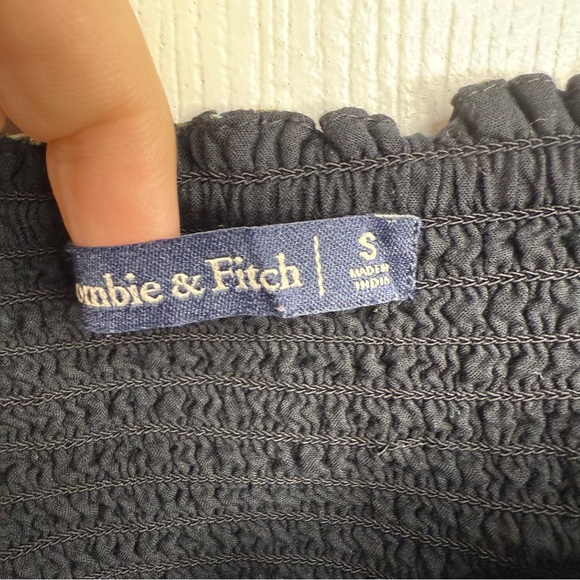 ombie & Fitch | S
MADE IN
INDIA